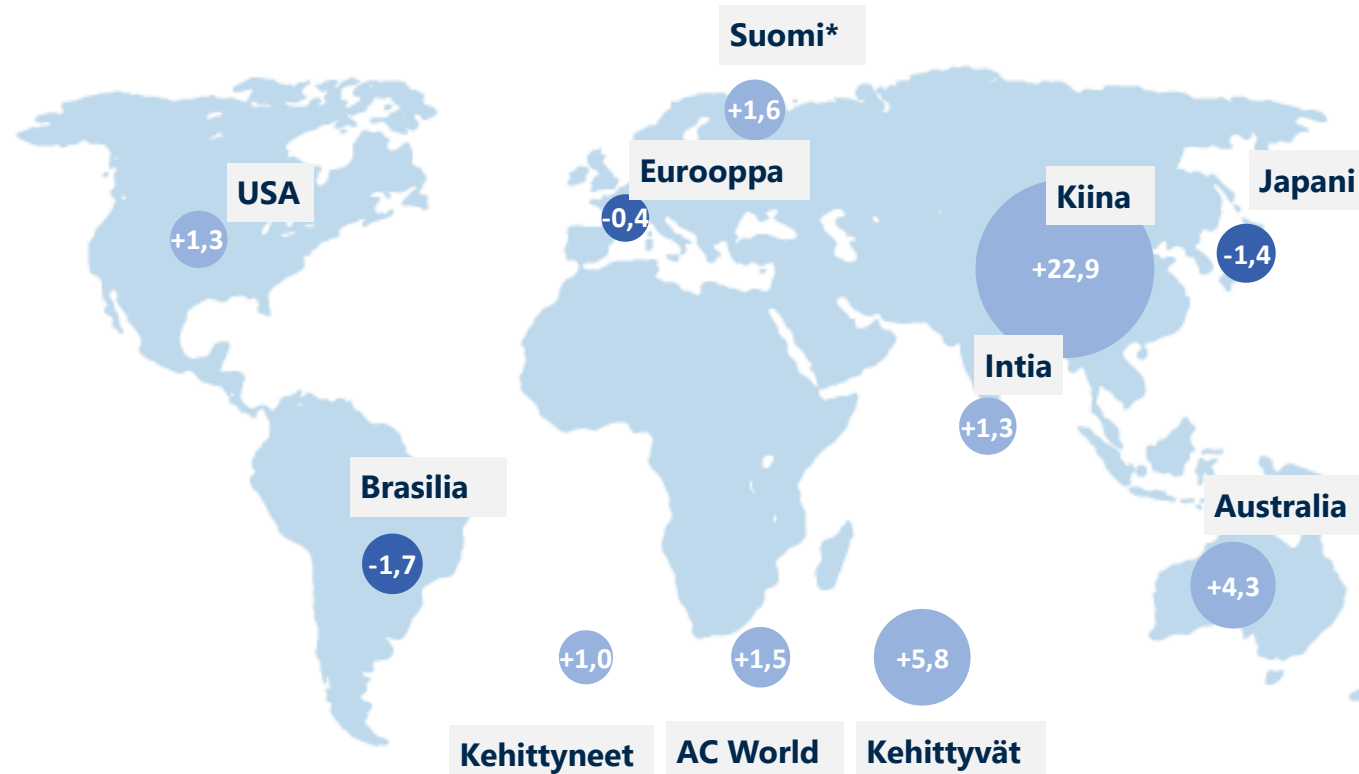 Suomi*
+1,6
Eurooppa
-0,4
USA
+1,3
Kiina
+22,9
Japani
-1,4
Intia
+1,3
Brasilia
-1,7
Australia
+4,3
+1,0
Kehittyneet
+1,5
AC World
+5,8
Kehittyvät